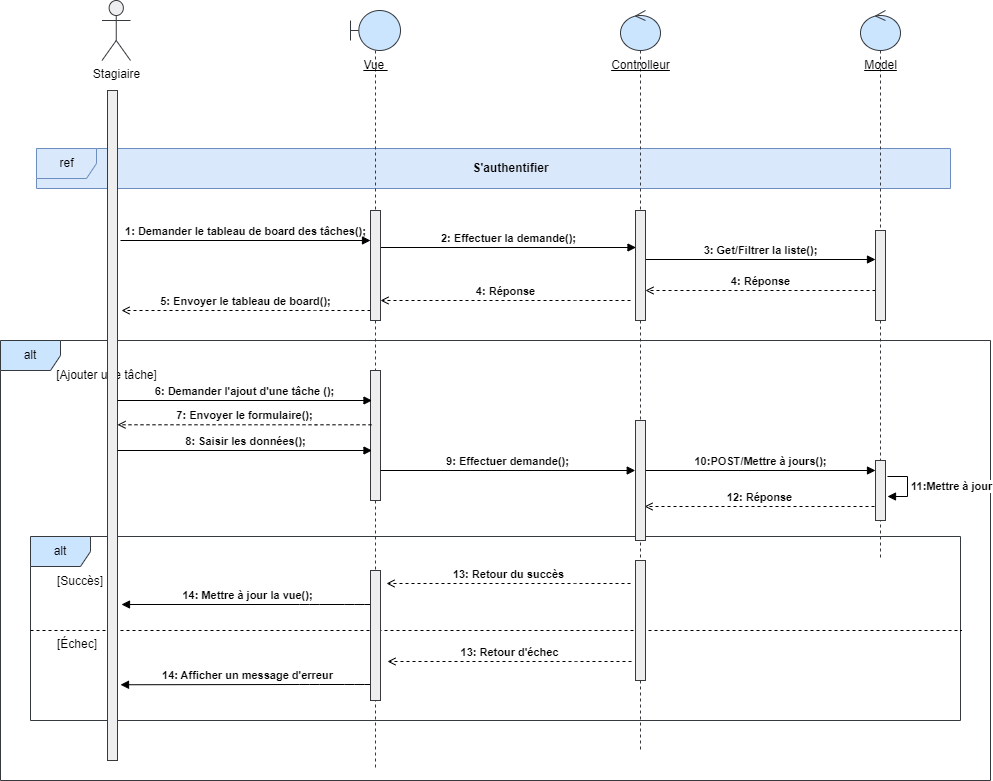 Stagiaire
Vue
Controlleur
Model
ref
S'authentifier
1: Demander le tableau de board des tâches();
2: Effectuer la demande();
3: Get/Filtrer la liste();
4: Réponse
4: Réponse
5: Envoyer le tableau de board();
alt
[Ajouter une tâche]
6: Demander l'ajout d'une tâche ();
7: Envoyer le formulaire();
8: Saisir les données();
9: Effectuer demande();
10:POST/Mettre à jours();
11:Mettre à jour
12: Réponse
alt
[Succès]
13: Retour du succès
14: Mettre à jour la vue();
[Échec]
13: Retour d'échec
14: Afficher un message d'erreur